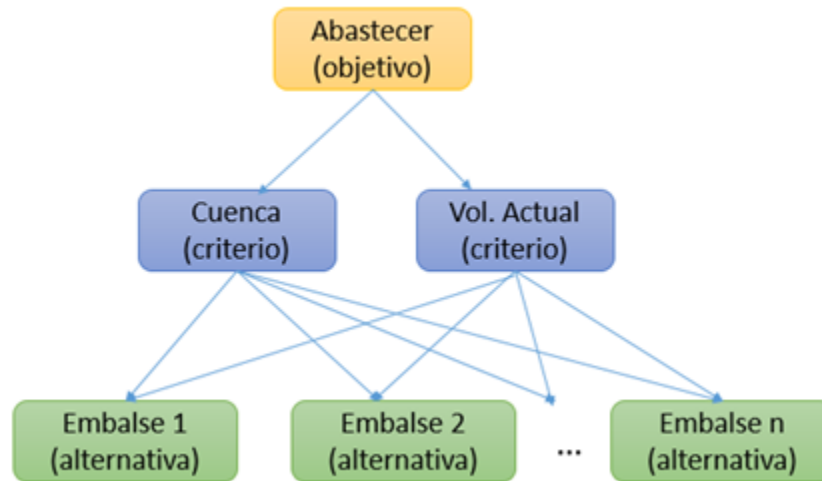 Abastecer
(objetivo)
Cuenca
(criterio)
Vol. Actual
(criterio)
Embalse 1
(alternativa)
Embalse 2
(alternativa)
...
Embalse n
(alternativa)